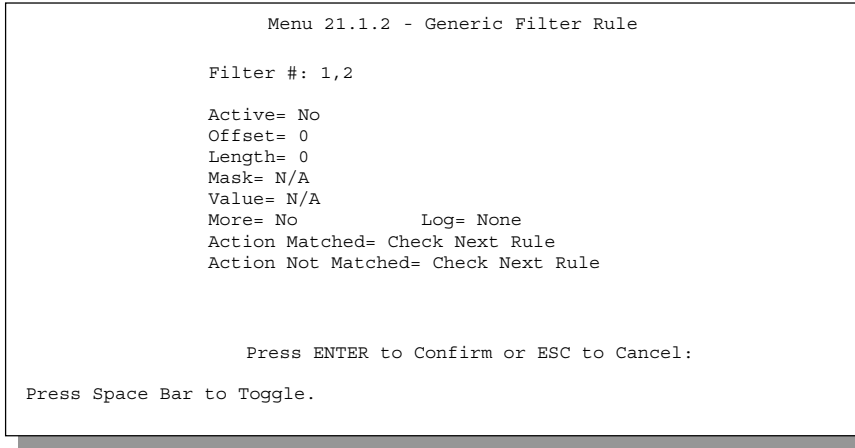 Menu 21.1.2 - Generic Filter Rule
Filter #: 1,2
Active= No
Offset= 0
Length= 0
Mask= N/A
Value= N/A
More= No Log= None
Action Matched= Check Next Rule
Action Not Matched= Check Next Rule
Press ENTER to Confirm or ESC to Cancel:
Press Space Bar to Toggle.